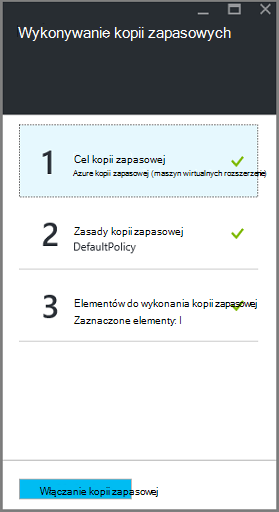 Wykonywanie kopii zapasowych
1
Cel kopii zapasowej
Azure kopii zapasowej (maszyn wirtualnych rozszerzenie)
2
Zasady kopii zapasowej
DefaultPolicy
3
Elementów do wykonania kopii zapasowej
Zaznaczone elementy: I
Włączanie kopii zapasowej